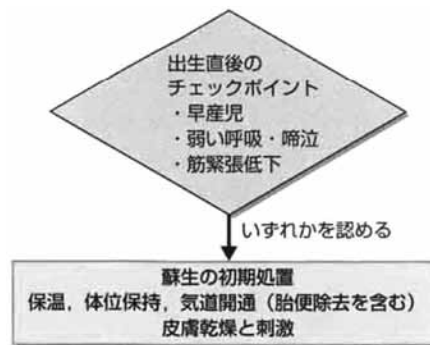 出生直後の
チェックポイント
・早産児
・弱い呼吸・啼泣
・筋緊張低下
いずれかを認める
蘇生の初期処置
保温，体位保持，気道開通（胎便除去を含む）
皮膚乾燥と刺激